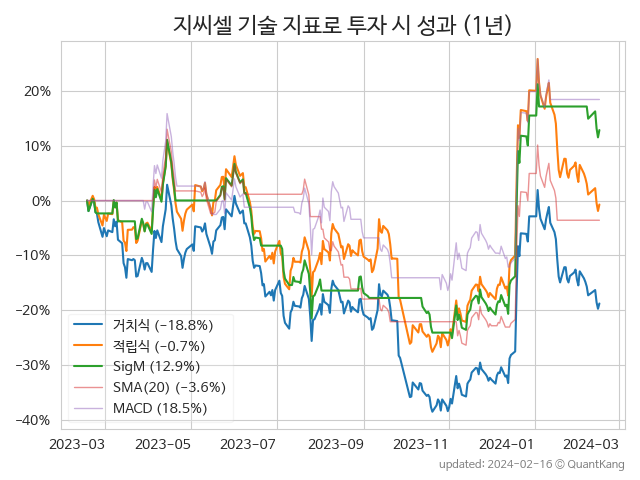 지씨셀 기술 지표로 투자 시 성과 (1년)
20%
10%
0%
−10%
−20%
−30%
−40%
거치식 (−18.8%)
적립식 (−0.7%)
SigM (12.9%)
SMA(20) (−3.6%)
MACD (18.5%)
2023-03
2023-05
2023-07
2023-09
2023-11
2024-01
2024-03
updated: 2024-02-16 ⓒ QuantKang